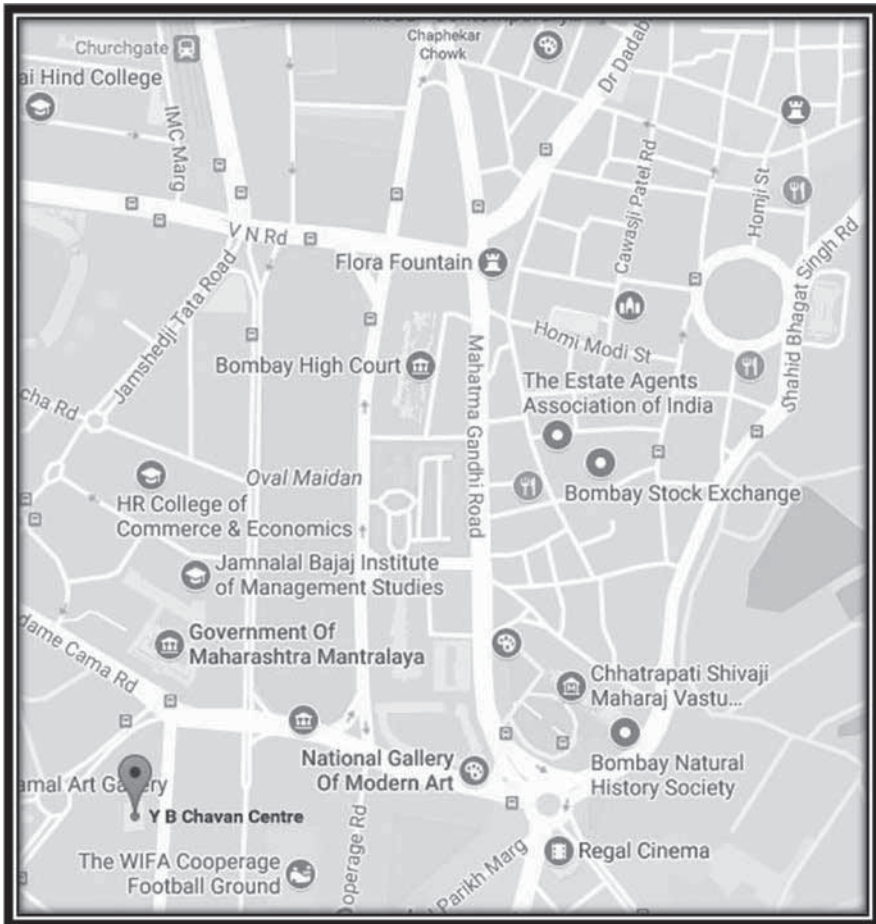 Chaphekar
Chowk
Churchgate
ai Hind College
IMC Marg
Dr Dadab
Cawasji Patel Rd
Homji St
Shahid Bhagat Singh Rd
V N Rd
Flora Fountain
Jamshedji Tata Road
Homi Modi St
Bombay High Court
Mahatma Gandhi Road
The Estate Agents
Association of India
cha Rd
Oval Maidan
Bombay Stock Exchange
HR College of
Commerce & Economics
Jamnalal Bajaj Institute
of Management Studies
Government Of
Maharashtra Mantralaya
dame Cama Rd
Chhatrapati Shivaji
Maharaj Vastu...
National Gallery
Of Modern Art
Bombay Natural
History Society
amal Art Gallery
Y B Chavan Centre
ooperage Rd
Parikh Marg
Regal Cinema
The WIFA Cooperage
Football Ground